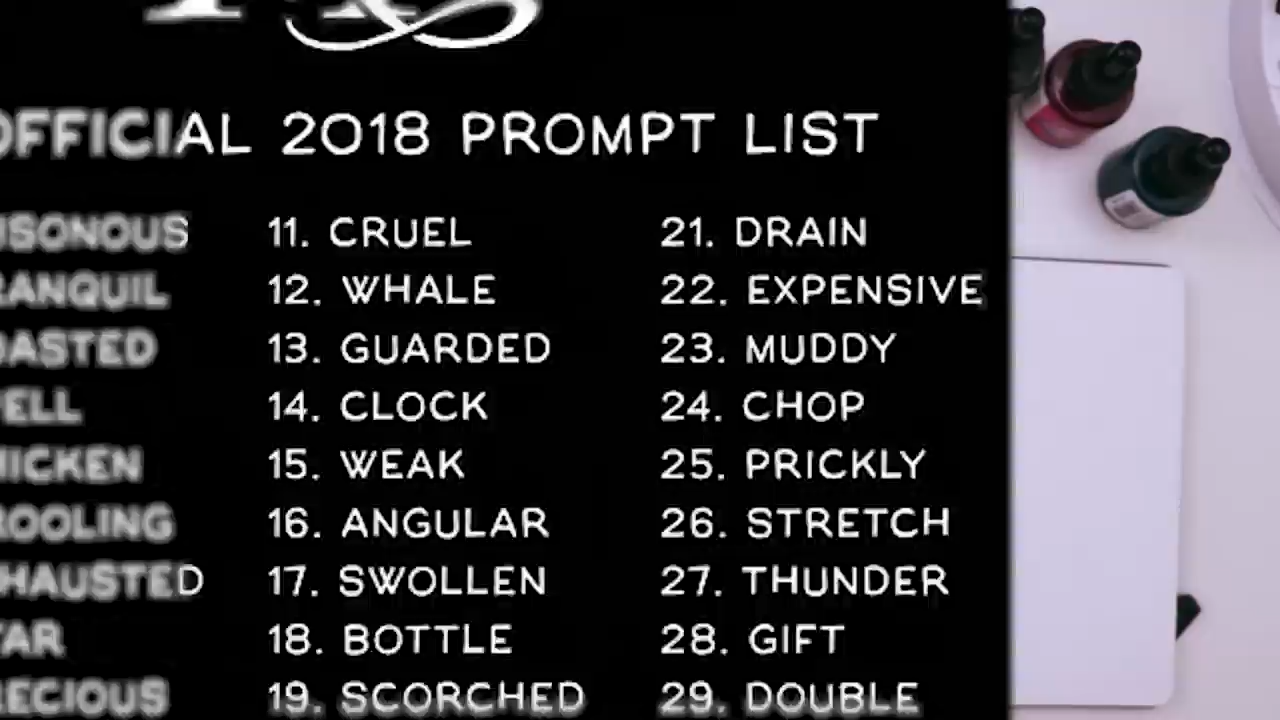 OFFICIAL 2018 PROMPT LIST
11. CRUEL
12. WHALE
13. GUARDED
14. CLOCK
15. WEAK
16. ANGULAR
17. SWOLLEN
18. BOTTLE
19. SCORCHED
21. DRAIN
22. EXPENSIVE
23. MUDDY
24. CHOP
25. PRICKLY
26. STRETCH
27. THUNDER
28. GIFT
29. DOUBLE